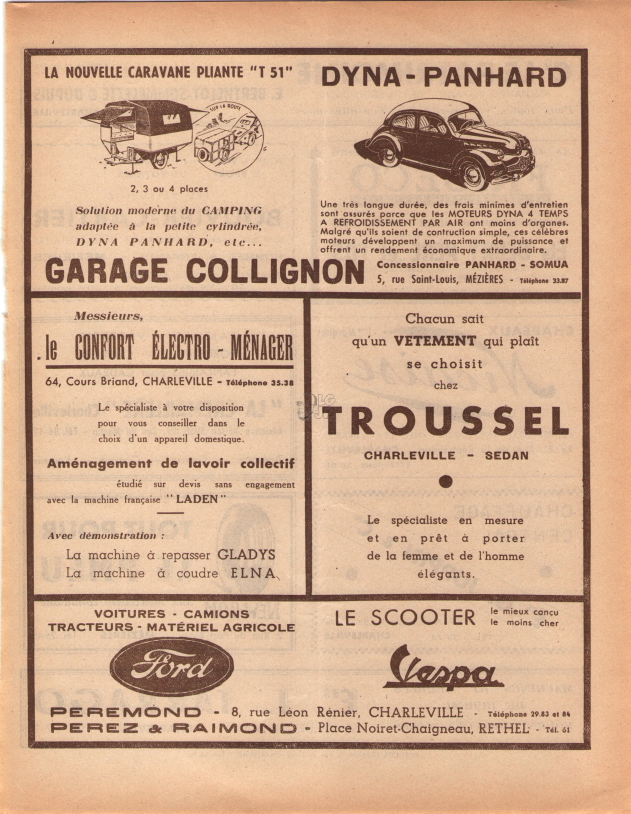 LA NOUVELLE CARAVANE PLIANTE "T 51"
SUR LA ROUTE
2, 3 ou 4 places
Solution moderne du CAMPING
adaptée à la petite cylindrée,
DYNA PANHARD, etc...
DYNA - PANHARD
Une très longue durée, des frais minimes d'entretien
sont assurés parce que les MOTEURS DYNA 4 TEMPS
A REFROIDISSEMENT PAR AIR ont moins d'organes.
Malgré qu'ils soient de contruction simple, ces célèbres
moteurs développent un maximum de puissance et
offrent un rendement économique extraordinaire.
GARAGE COLLIGNON
Concessionnaire PANHARD - SOMUA
5, rue Saint-Louis, MÉZIÈRES - Téléphone 33.87
Messieurs,
le CONFORT ÉLECTRO - MÉNAGER
64, Cours Briand, CHARLEVILLE - Téléphone 35.38
Le spécialiste à votre disposition
pour vous conseiller dans le
choix d'un appareil domestique.
Aménagement de lavoir collectif
étudié sur devis sans engagement
avec la machine française "LADEN"
Avec démonstration :
La machine à repasser GLADYS
La machine à coudre ELNA
Chacun sait
qu'un VETEMENT qui plaît
se choisit
chez
TROUSSEL
CHARLEVILLE - SEDAN
Le spécialiste en mesure
et en prêt à porter
de la femme et de l'homme
élégants.
VOITURES - CAMIONS
TRACTEURS - MATÉRIEL AGRICOLE
Ford
LE SCOOTER
le mieux conçu
le moins cher
Vespa
PEREMOND - 8, rue Léon Rénier, CHARLEVILLE - Téléphone 29.83 et 84
PEREZ & RAIMOND - Place Noiret-Chaigneau, RETHEL - Tél. 61